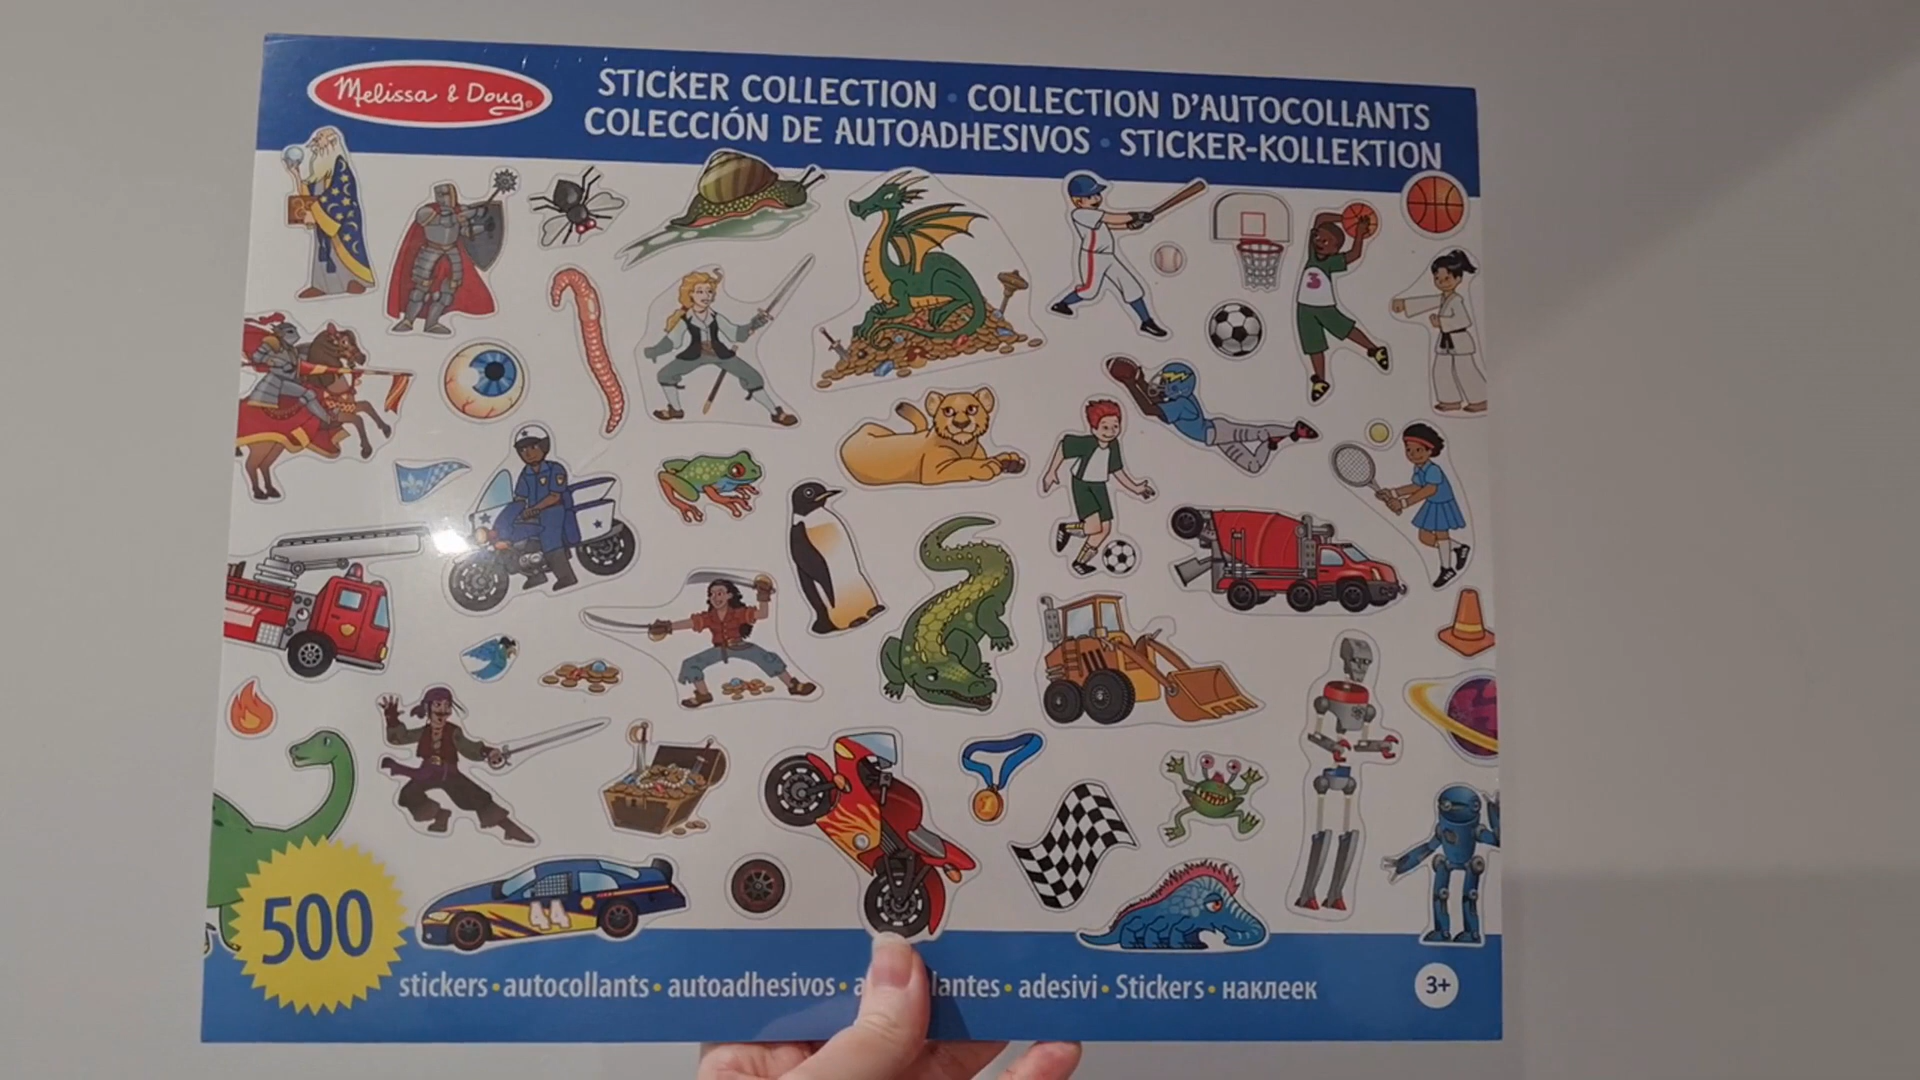 Melissa & Doug®
STICKER COLLECTION • COLLECTION D'AUTOCOLLANTS
COLECCIÓN DE AUTOADHESIVOS • STICKER-KOLLEKTION
3
44
1
500
stickers • autocollants • autoadhesivos • adesivi • Stickers • наклеек
3+